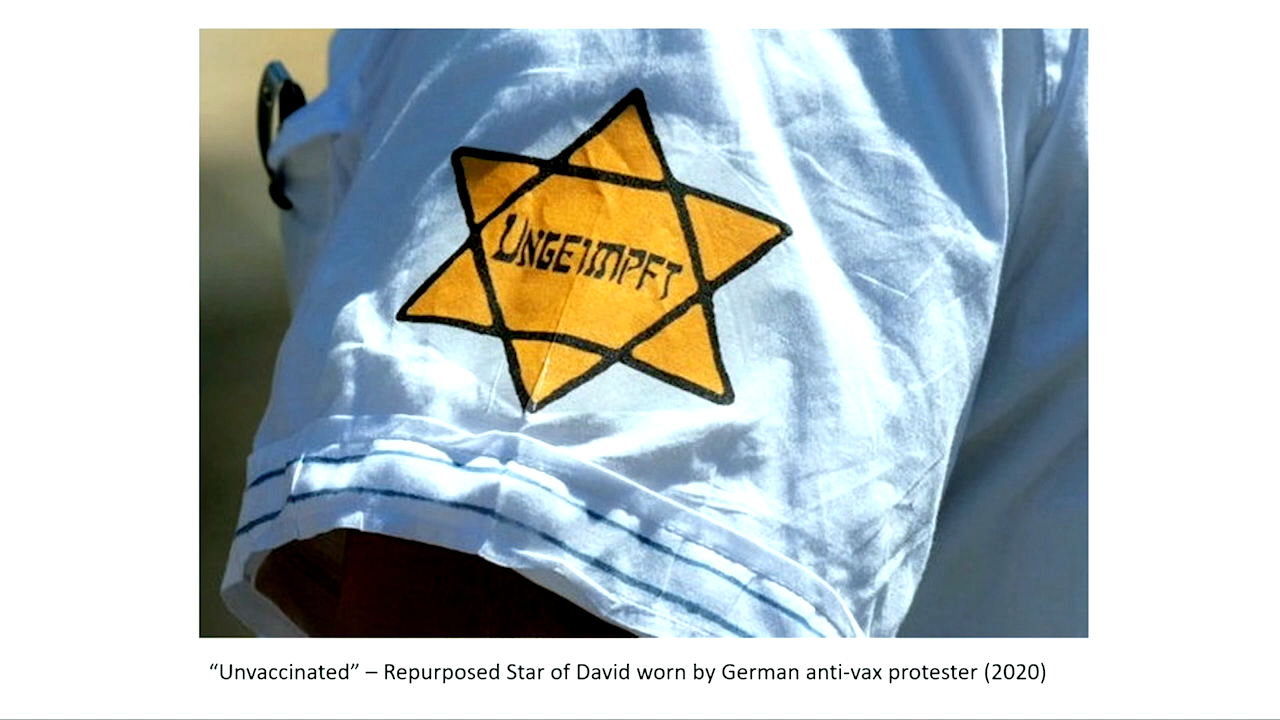 UNGEIMPFT
“Unvaccinated” – Repurposed Star of David worn by German anti-vax protester (2020)